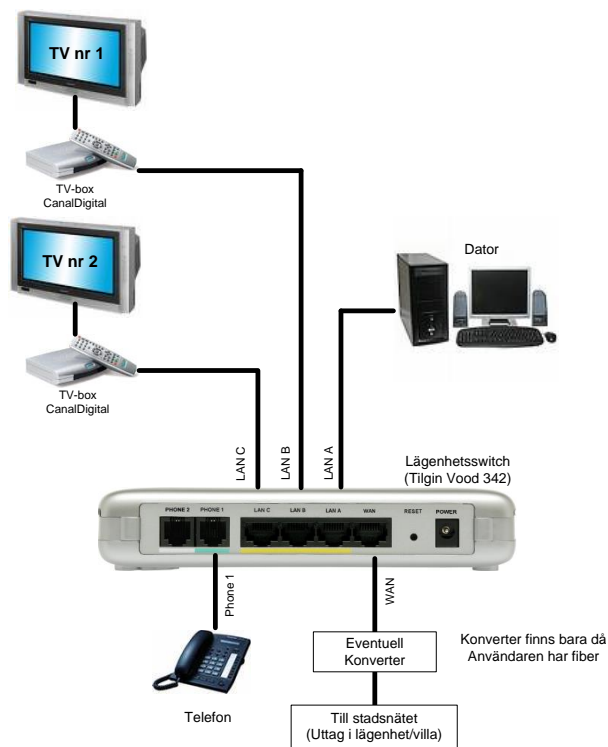 TV nr 1
TV-box
CanalDigital
TV nr 2
TV-box
CanalDigital
Dator
LAN C
LAN B
LAN A
Lägenhetsswitch
(Tilgin Vood 342)
PHONE 2
PHONE 1
LAN C
LAN B
LAN A
WAN
RESET
POWER
Phone 1
WAN
Telefon
Eventuell
Konverter
Konverter finns bara då
Användaren har fiber
Till stadsnätet
(Uttag i lägenhet/villa)